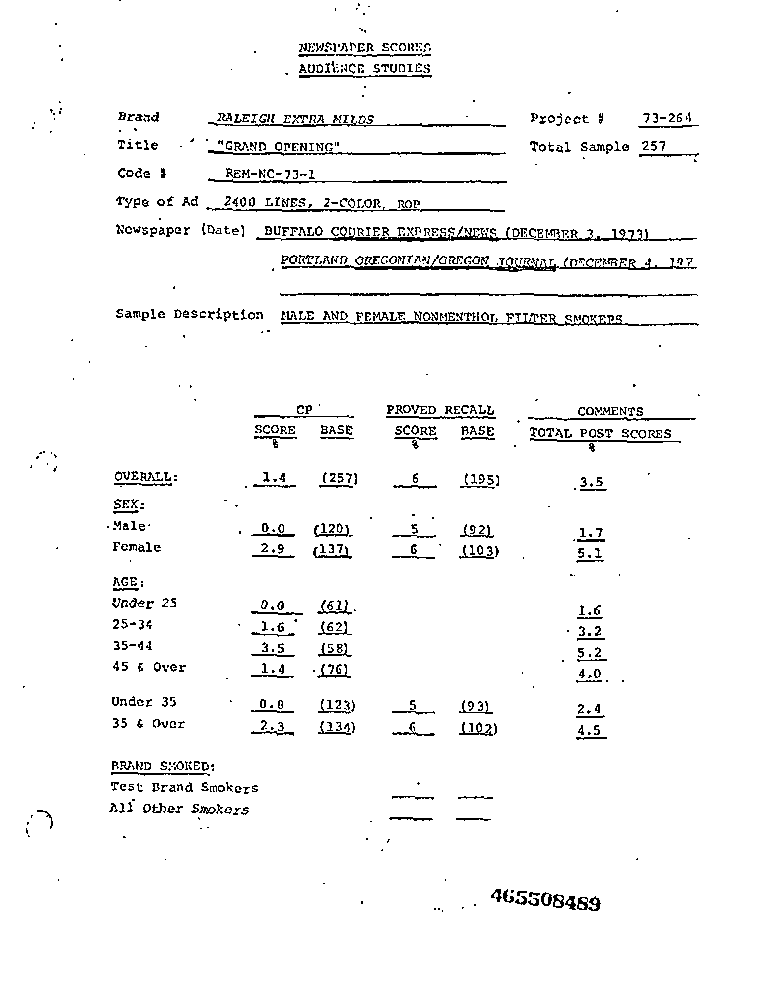 NEWSPAPER SCORES
AUDIENCE STUDIES
Brand RALEIGH EXTRA MILDS Project # 73-264
Title "GRAND OPENING" Total Sample 257
Code # REM-NC-73-1
Type of Ad 2400 LINES, 2-COLOR, ROP
Newspaper (Date) BUFFALO COURIER EXPRESS/NEWS (DECEMBER 3, 1973)
PORTLAND OREGONIAN/OREGON JOURNAL (DECEMBER 4, 197
Sample Description MALE AND FEMALE NONMENTHOL FILTER SMOKERS
CP PROVED RECALL COMMENTS
SCORE BASE SCORE BASE TOTAL POST SCORES
% % %
OVERALL: 1.4 (257) 6 (195) 3.5
SEX:
Male 0.0 (120) 5 (92) 1.7
Female 2.9 (137) 6 (103) 5.1
AGE:
Under 25 0.0 (61) 1.6
25-34 1.6 (62) 3.2
35-44 3.5 (58) 5.2
45 & Over 1.4 (76) 4.0
Under 35 0.8 (123) 5 (93) 2.4
35 & Over 2.3 (134) 6 (102) 4.5
BRAND SMOKED:
Test Brand Smokers
All Other Smokers
465508489